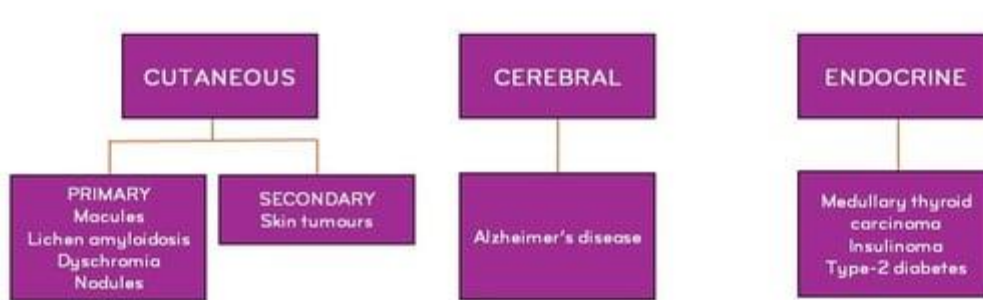 CUTANEOUS
CEREBRAL
ENDOCRINE
PRIMARY
Macules
Lichen amyloidosis
Dyschromia
Nodules
SECONDARY
Skin tumours
Alzheimer's disease
Medullary thyroid
carcinoma
Insulinoma
Type-2 diabetes